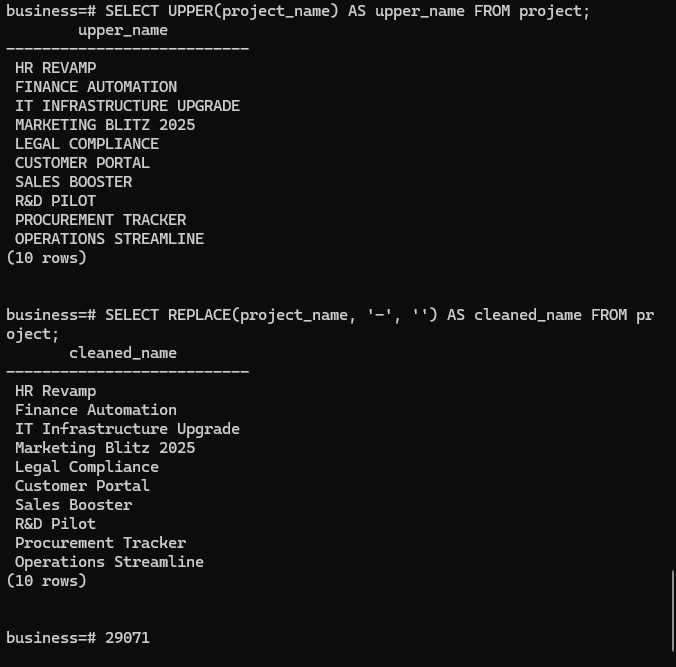 business=# SELECT UPPER(project_name) AS upper_name FROM project;
        upper_name
---------------------------
 HR REVAMP
 FINANCE AUTOMATION
 IT INFRASTRUCTURE UPGRADE
 MARKETING BLITZ 2025
 LEGAL COMPLIANCE
 CUSTOMER PORTAL
 SALES BOOSTER
 R&D PILOT
 PROCUREMENT TRACKER
 OPERATIONS STREAMLINE
(10 rows)
business=# SELECT REPLACE(project_name, '-', '') AS cleaned_name FROM pr
oject;
       cleaned_name
---------------------------
 HR Revamp
 Finance Automation
 IT Infrastructure Upgrade
 Marketing Blitz 2025
 Legal Compliance
 Customer Portal
 Sales Booster
 R&D Pilot
 Procurement Tracker
 Operations Streamline
(10 rows)
business=# 29071